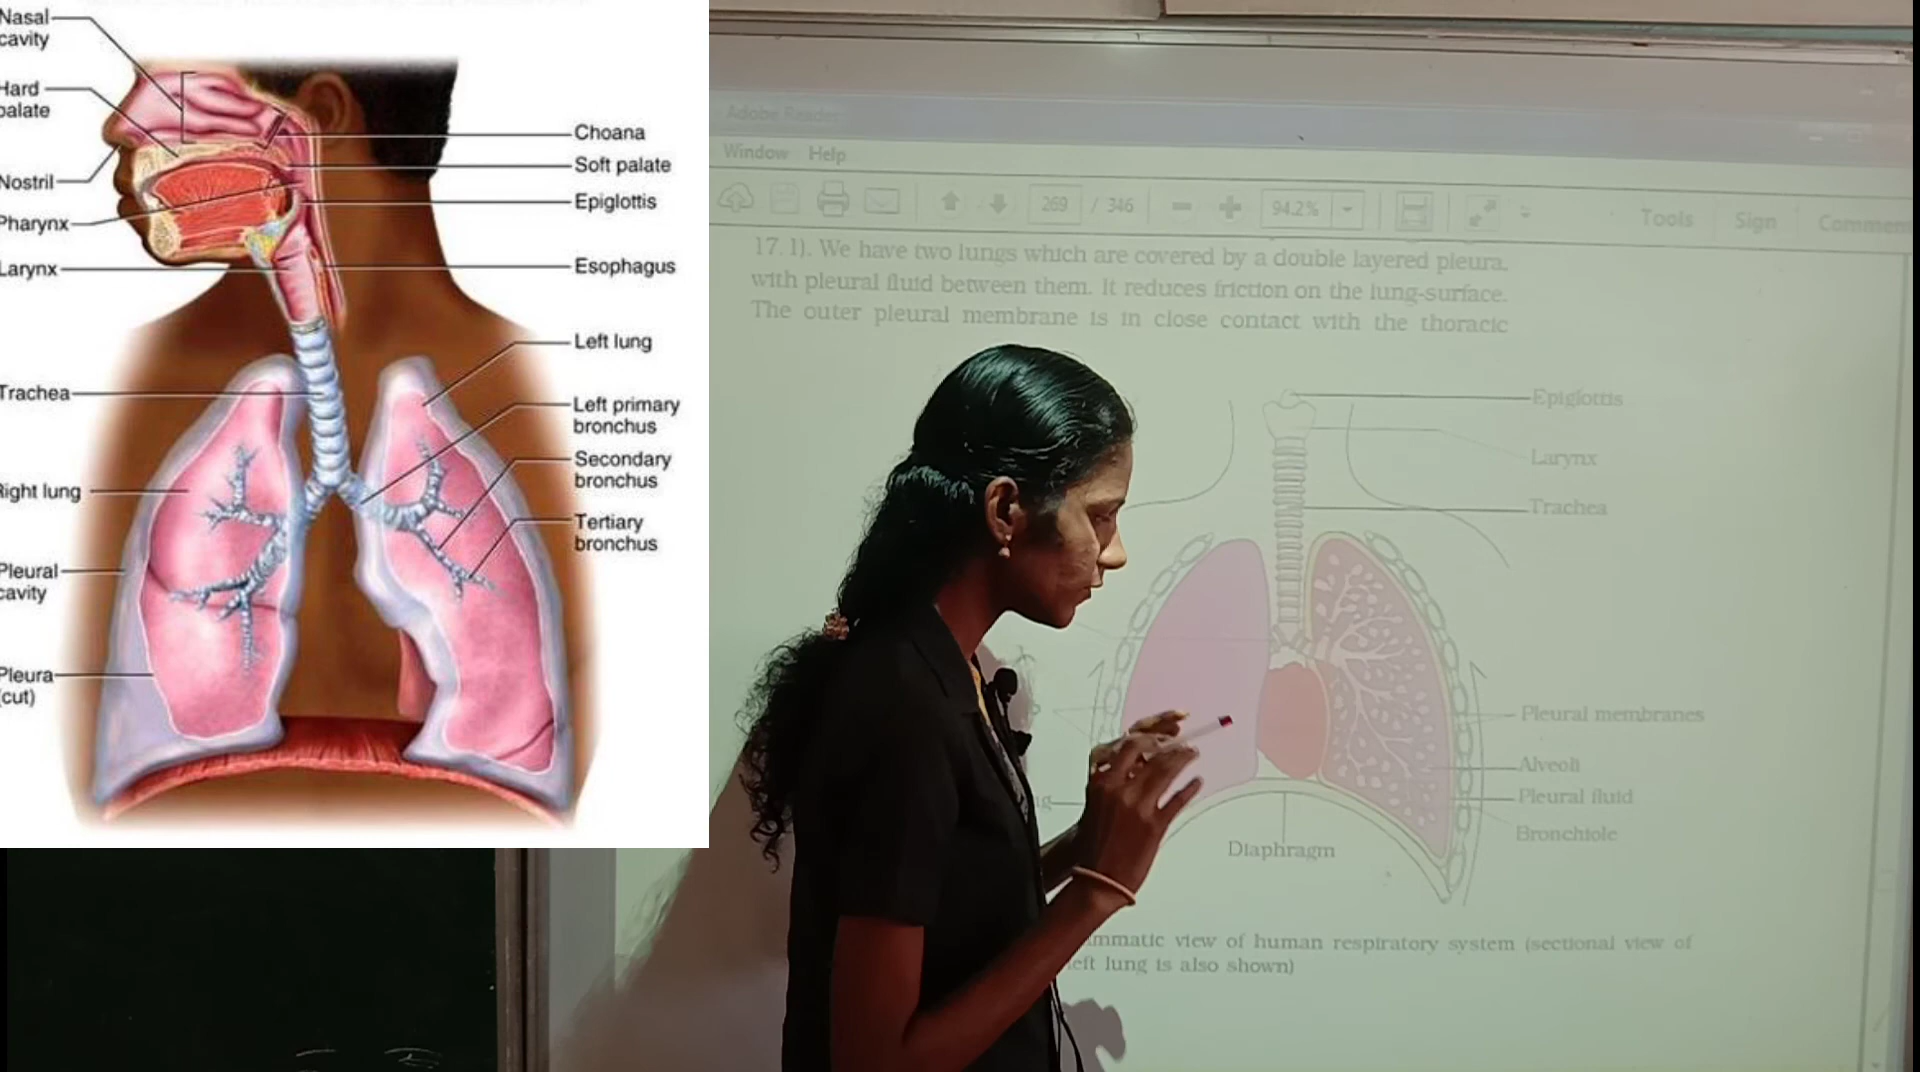 Nasal
cavity
Hard
palate
Nostril
Pharynx
Larynx
Trachea
Right lung
Pleural
cavity
Pleura
(cut)
Choana
Soft palate
Epiglottis
Esophagus
Left lung
Left primary
bronchus
Secondary
bronchus
Tertiary
bronchus
Adobe Reader
Window Help
269 / 346
94.2%
Tools Sign Comment
17.1). We have two lungs which are covered by a double layered pleura,
with pleural fluid between them. It reduces friction on the lung-surface.
The outer pleural membrane is in close contact with the thoracic
Epiglottis
Larynx
Trachea
Pleural membranes
Alveoli
Pleural fluid
Bronchiole
Diaphragm
view of human respiratory system (sectional view of
left lung is also shown)